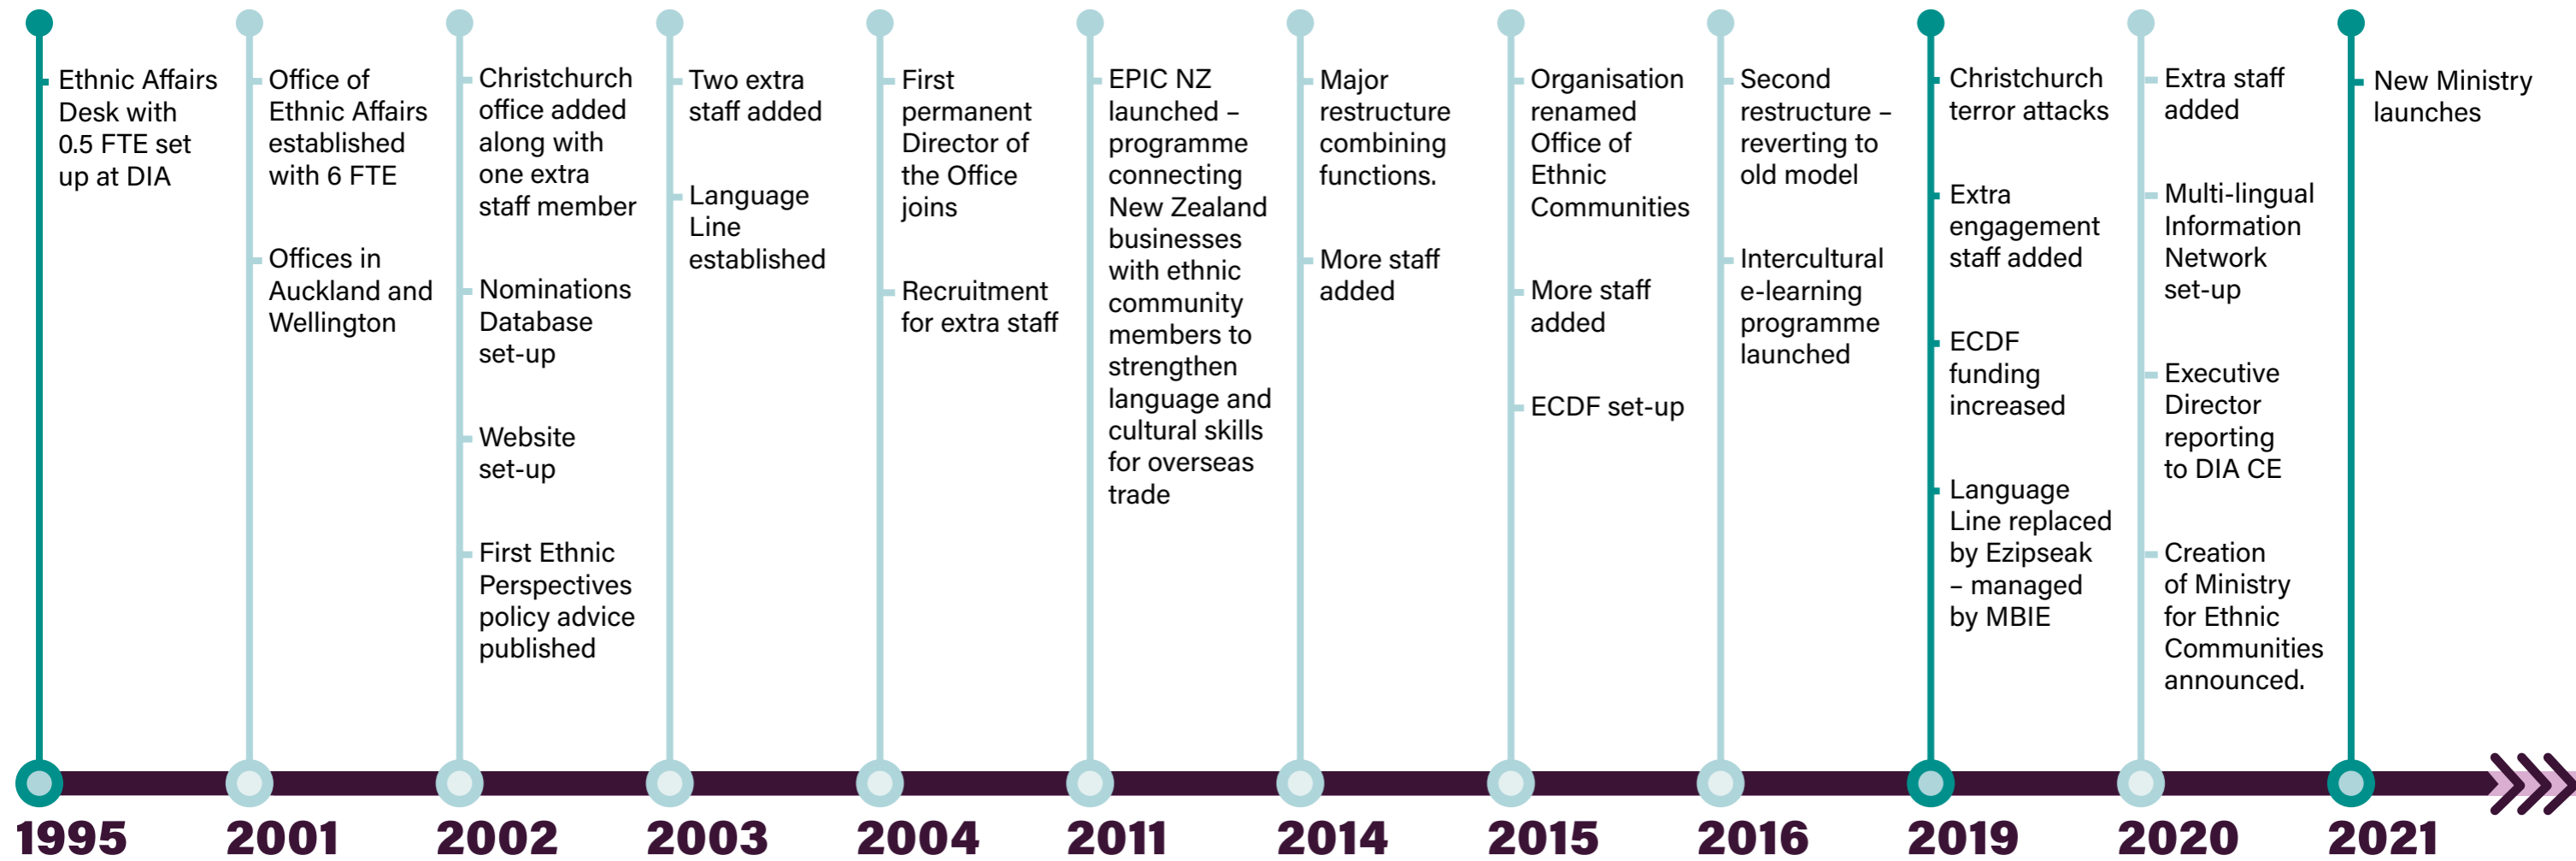 Ethnic Affairs
Desk with
0.5 FTE set
up at DIA
Office of
Ethnic Affairs
established
with 6 FTE
Offices in
Auckland and
Wellington
Christchurch
office added
along with
one extra
staff member
Nominations
Database
set-up
Website
set-up
First Ethnic
Perspectives
policy advice
published
Two extra
staff added
Language
Line
established
First
permanent
Director of
the Office
joins
Recruitment
for extra staff
EPIC NZ
launched –
programme
connecting
New Zealand
businesses
with ethnic
community
members to
strengthen
language and
cultural skills
for overseas
trade
Major
restructure
combining
functions.
More staff
added
Organisation
renamed
Office of
Ethnic
Communities
More staff
added
ECDF set-up
Second
restructure –
reverting to
old model
Intercultural
e-learning
programme
launched
Christchurch
terror attacks
Extra
engagement
staff added
ECDF
funding
increased
Language
Line replaced
by Ezipseak
– managed
by MBIE
Extra staff
added
Multi-lingual
Information
Network
set-up
Executive
Director
reporting
to DIA CE
Creation
of Ministry
for Ethnic
Communities
announced.
New Ministry
launches
1995 2001 2002 2003 2004 2011 2014 2015 2016 2019 2020 2021